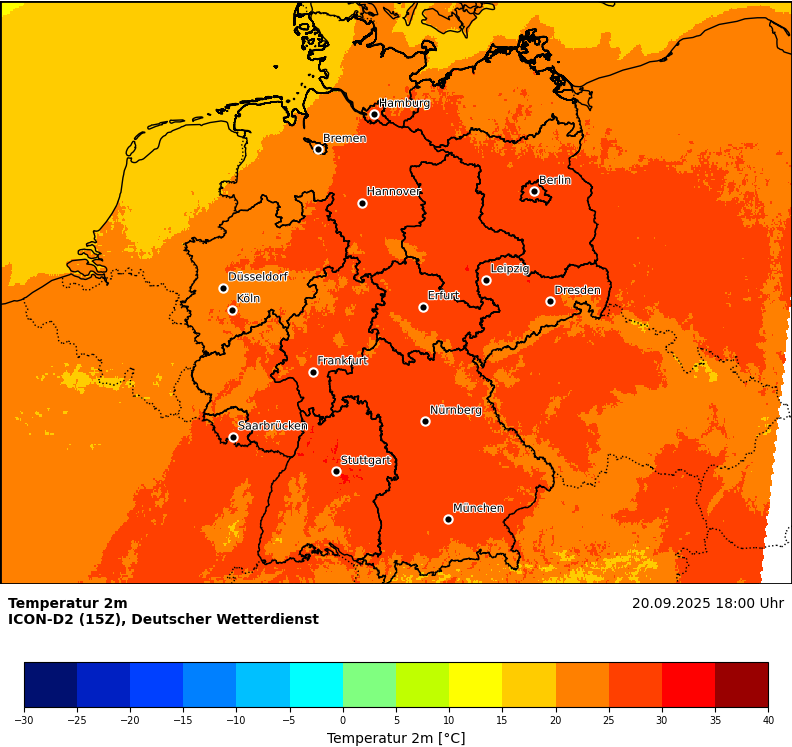 Hamburg
Bremen
Berlin
Hannover
Leipzig
Düsseldorf
Dresden
Köln
Erfurt
Frankfurt
Nürnberg
Saarbrücken
Stuttgart
München
Temperatur 2m
20.09.2025 18:00 Uhr
ICON-D2 (15Z), Deutscher Wetterdienst
−30 −25 −20 −15 −10 −5 0 5 10 15 20 25 30 35 40
Temperatur 2m [°C]